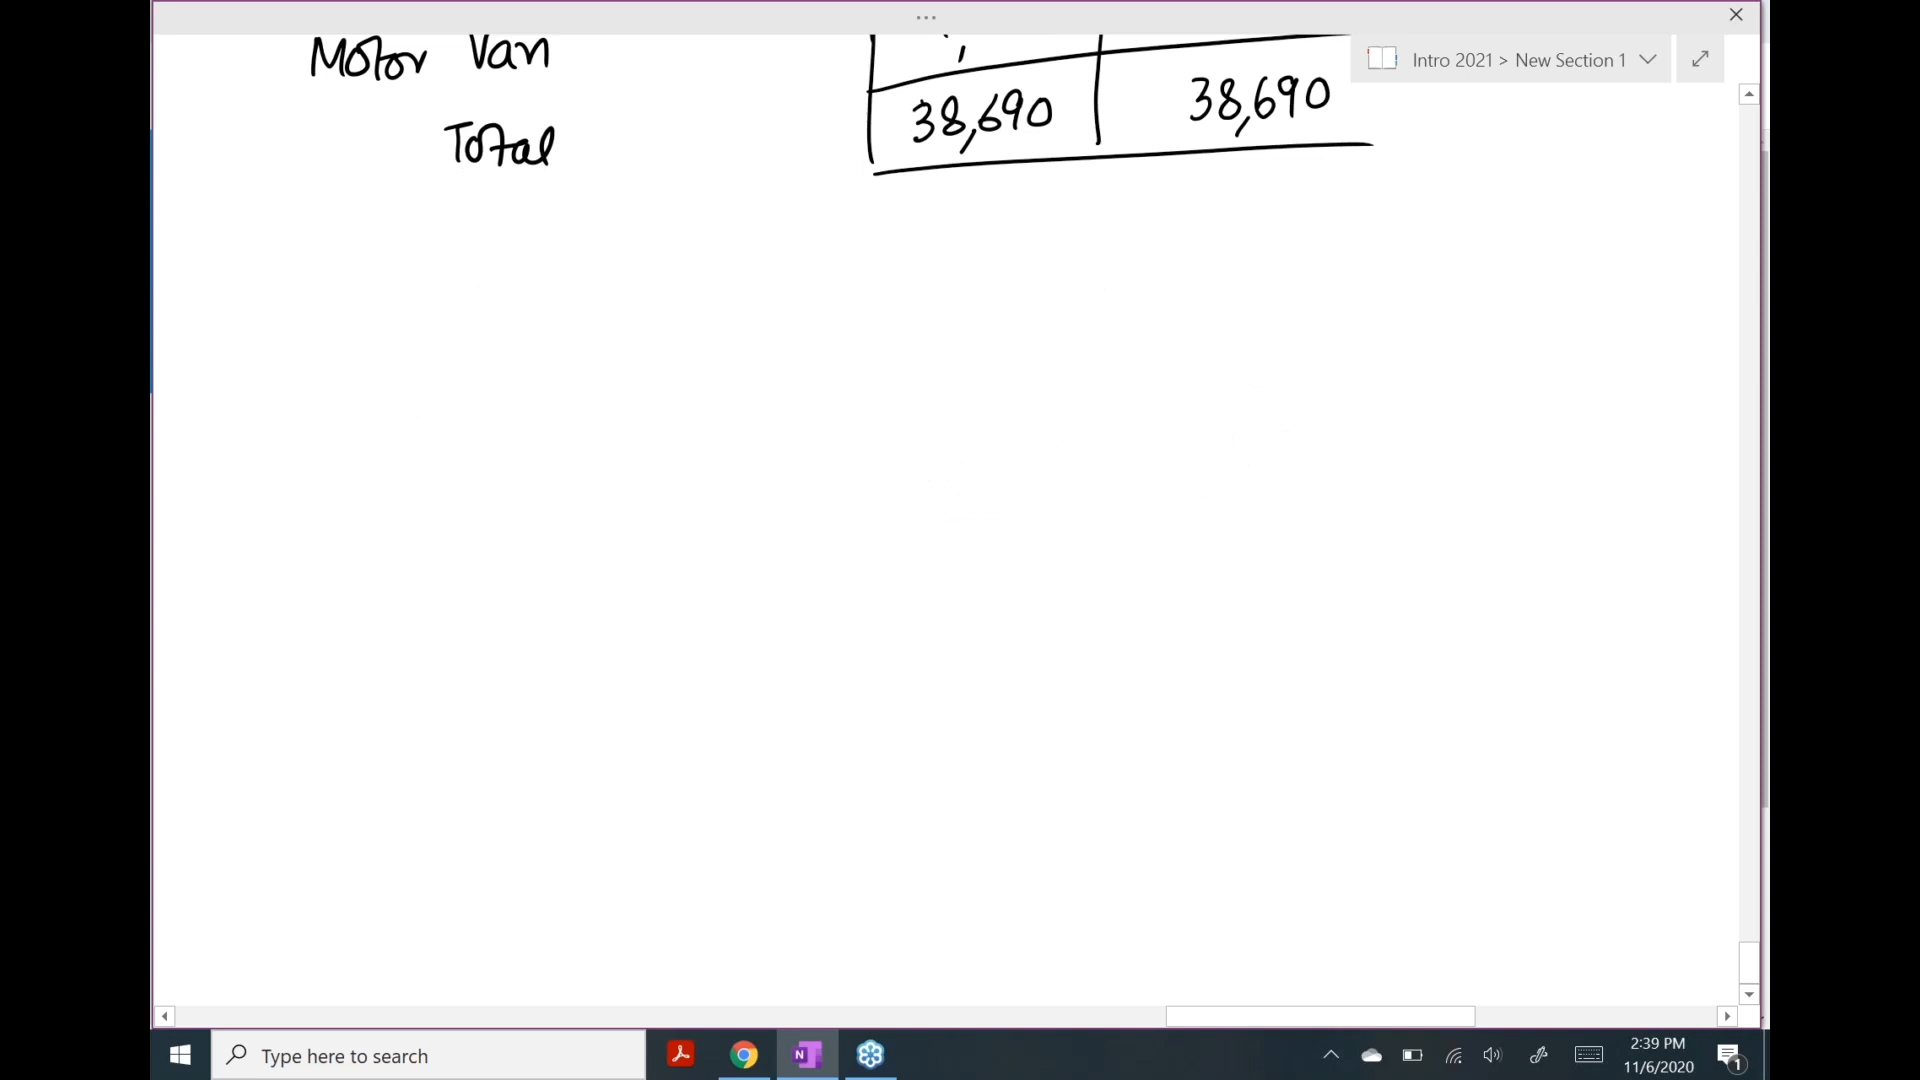 Intro 2021 > New Section 1
Motor Van
Total 38,690 38,690
Type here to search
N
2:39 PM
11/6/2020
1